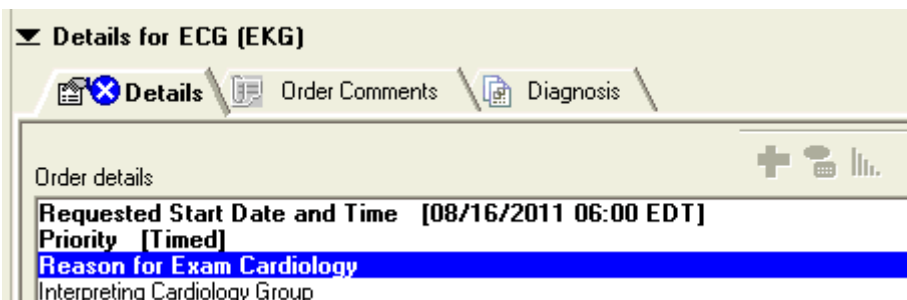 Details for ECG (EKG)
Details Order Comments Diagnosis
Order details
Requested Start Date and Time [08/16/2011 06:00 EDT]
Priority [Timed]
Reason for Exam Cardiology
Interpreting Cardiology Group